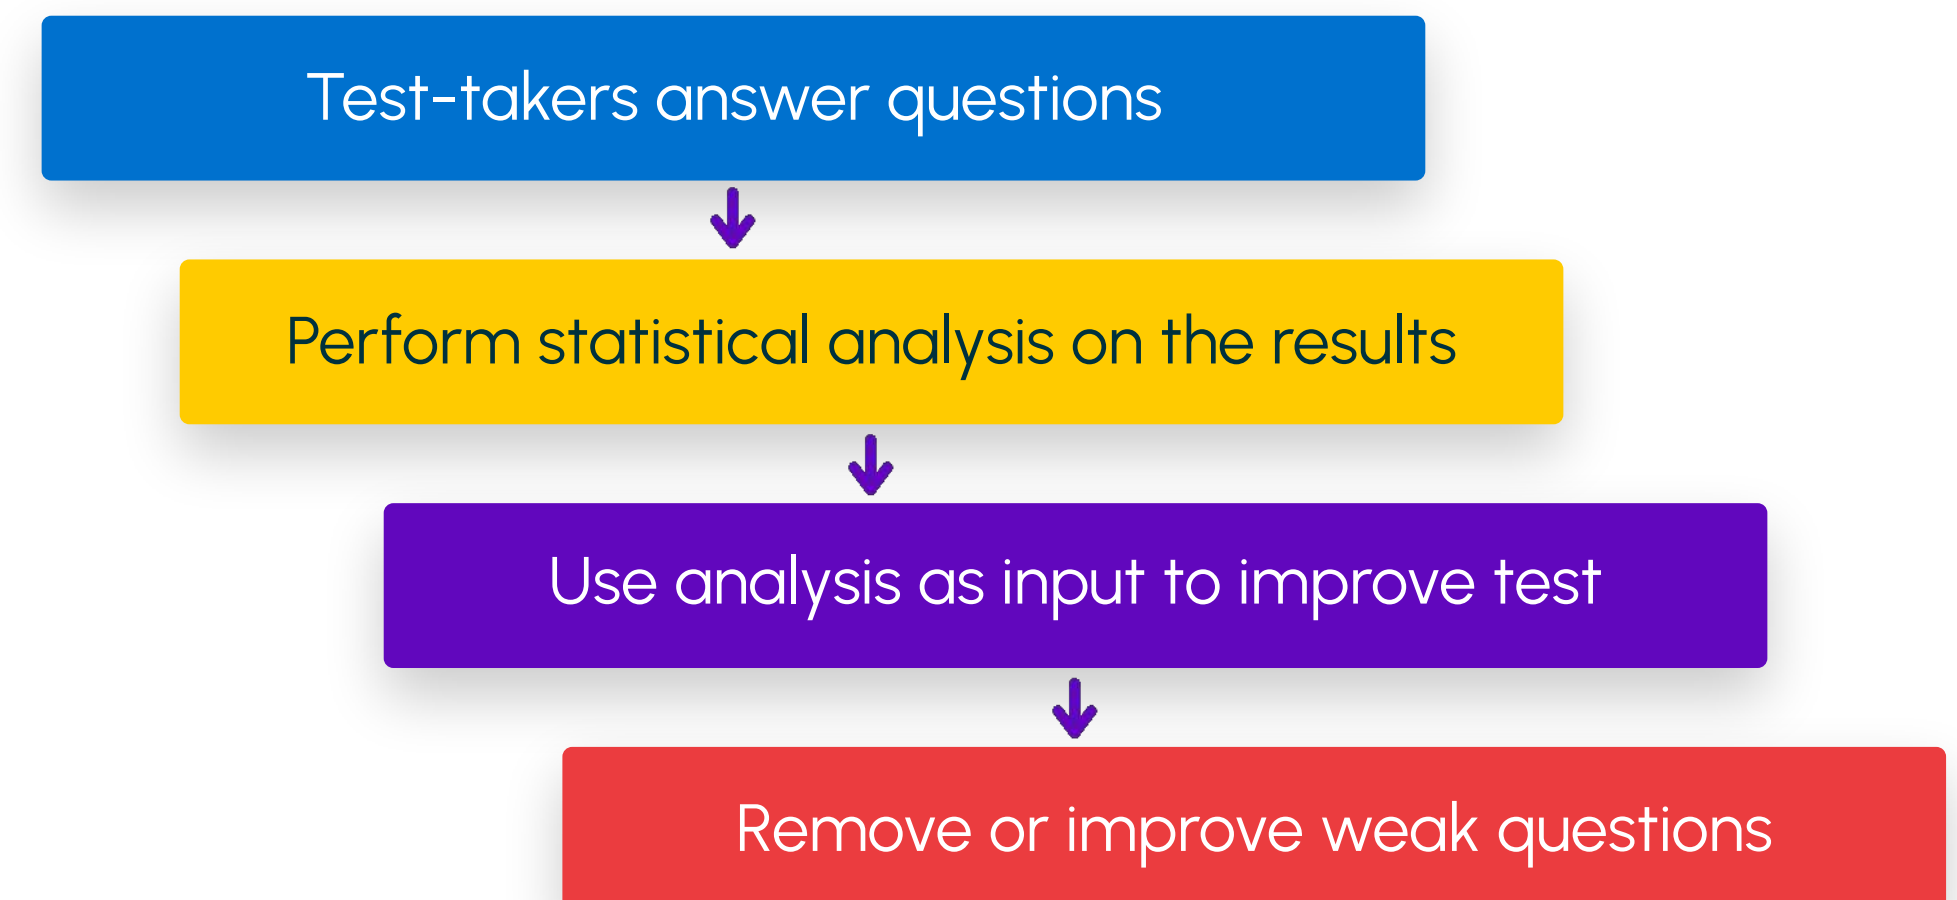 Test-takers answer questions
Perform statistical analysis on the results
Use analysis as input to improve test
Remove or improve weak questions